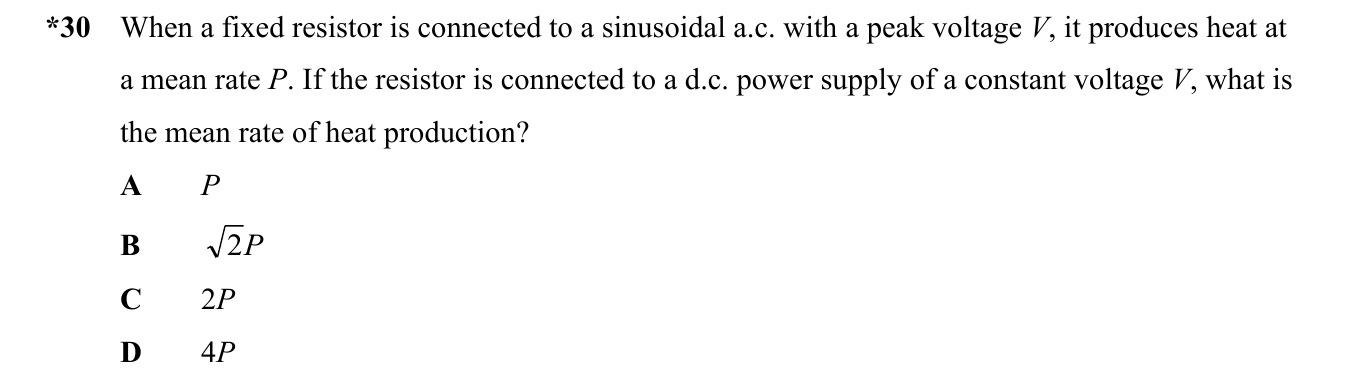 *30 When a fixed resistor is connected to a sinusoidal a.c. with a peak voltage V, it produces heat at
a mean rate P. If the resistor is connected to a d.c. power supply of a constant voltage V, what is
the mean rate of heat production?
A P
B √2P
C 2P
D 4P